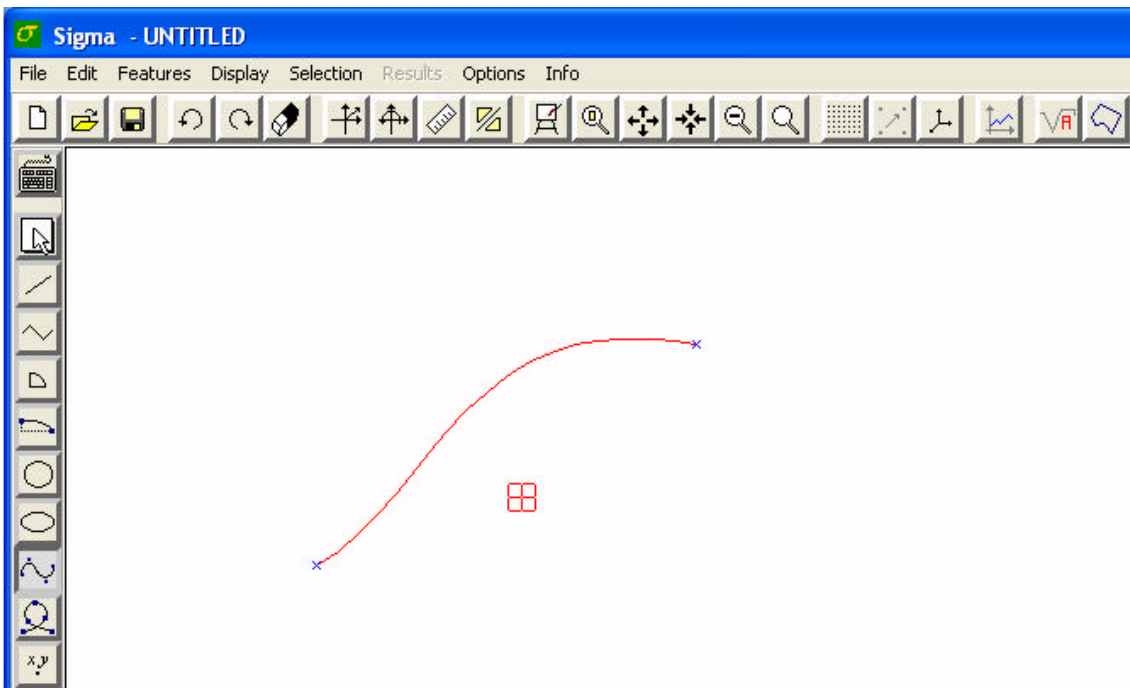 σ Sigma - UNTITLED
File Edit Features Display Selection Results Options Info
√A
x,y